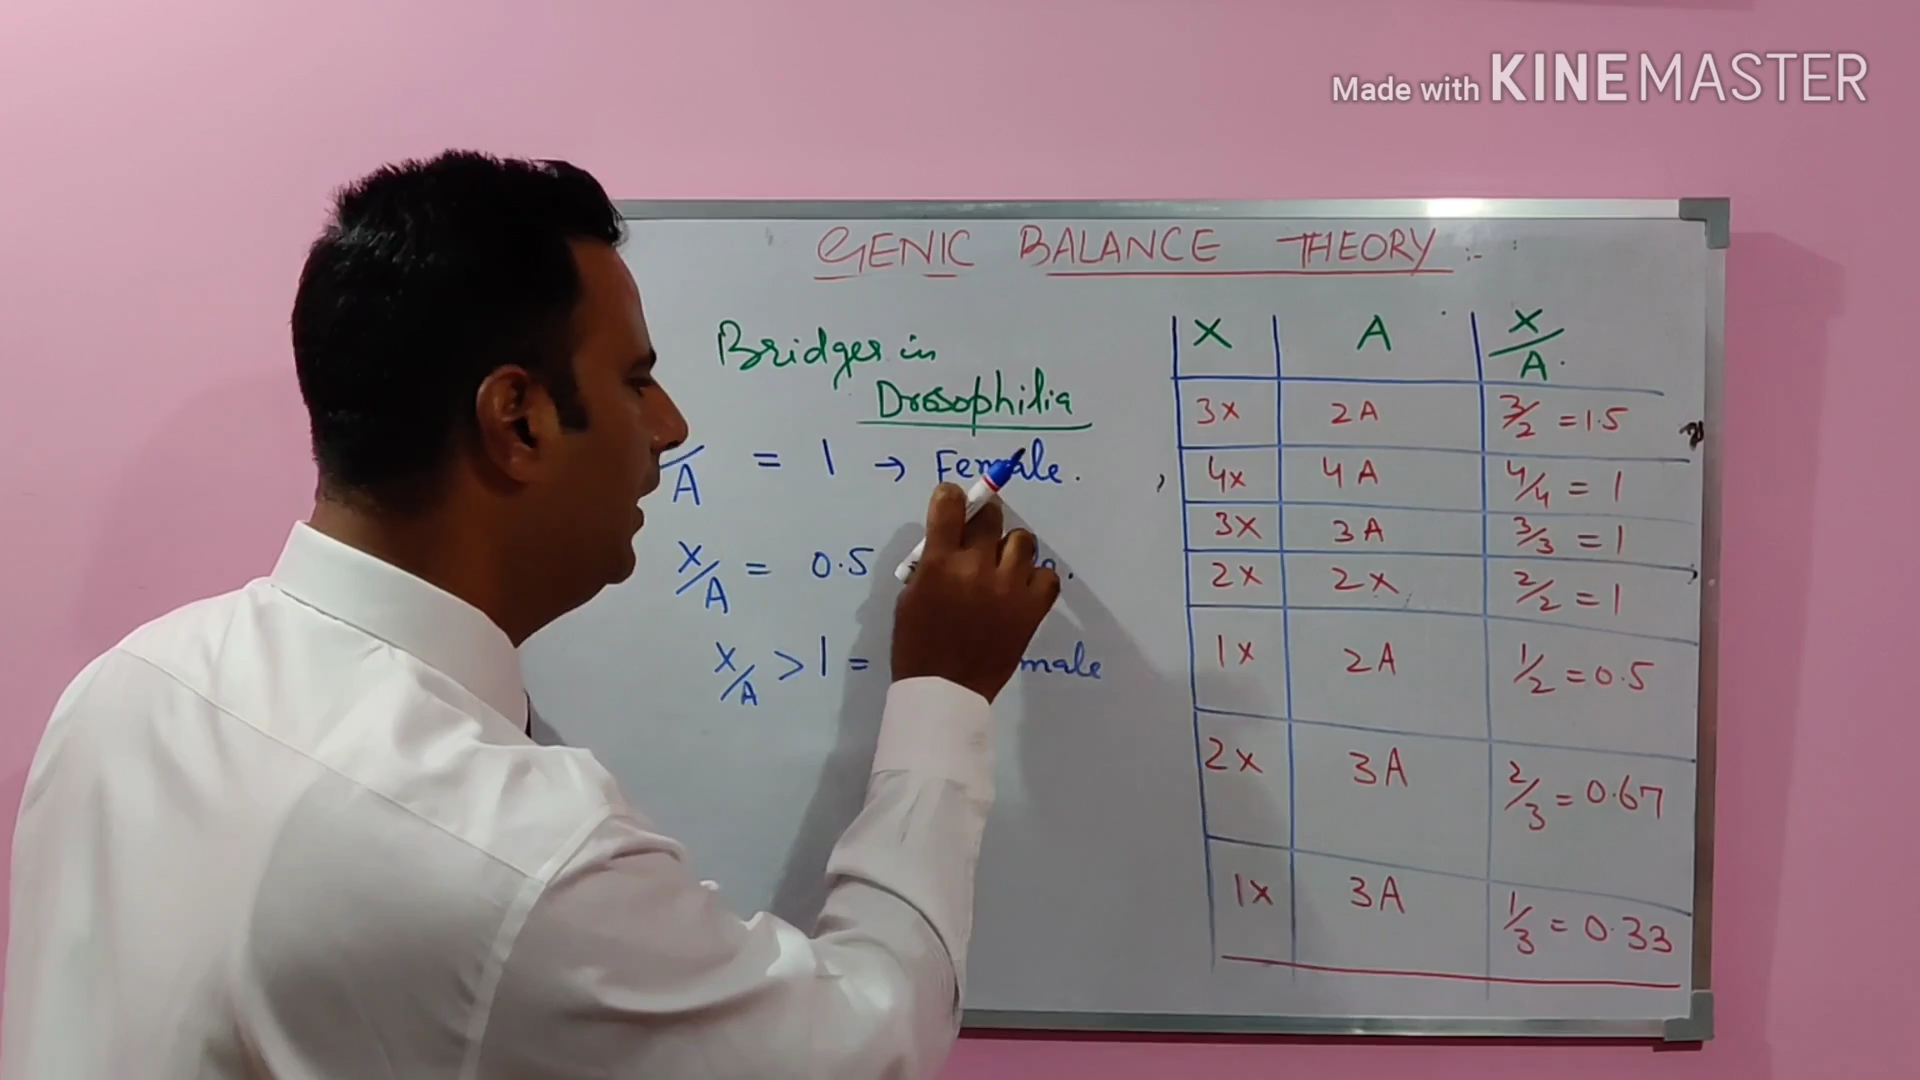 Made with KINEMASTER
GENIC BALANCE THEORY :-
Bridges in
Drosophilia
/A = 1 → Female.
X/A = 0.5
X/A > 1 = male
X A X/A.
3x 2A 3/2 = 1.5
4x 4A 4/4 = 1
3x 3A 3/3 = 1
2x 2x 2/2 = 1
1x 2A 1/2 = 0.5
2x 3A 2/3 = 0.67
1x 3A 1/3 = 0.33